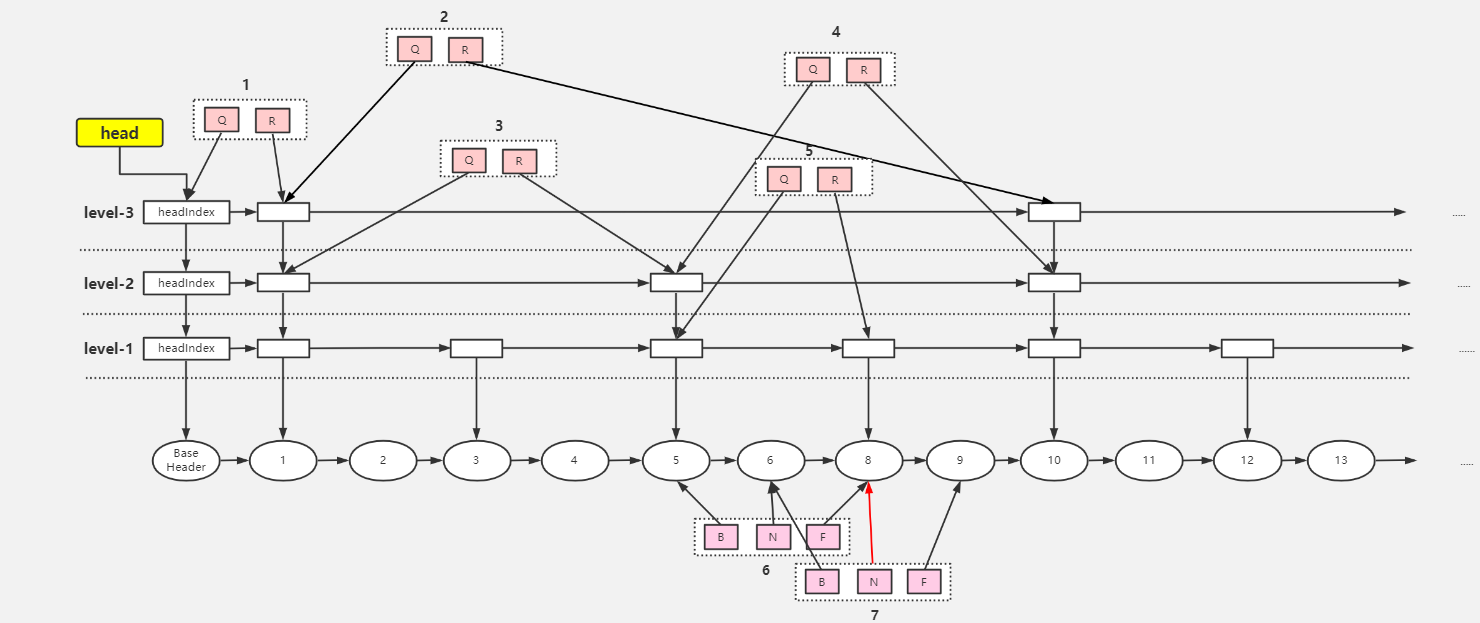 2
Q R
4
Q R
1
Q R
head
3
Q R
5
Q R
level-3 headIndex .....
level-2 headIndex .....
level-1 headIndex ......
Base
Header
1 2 3 4 5 6 8 9 10 11 12 13 .....
B N F
6
B N F
7